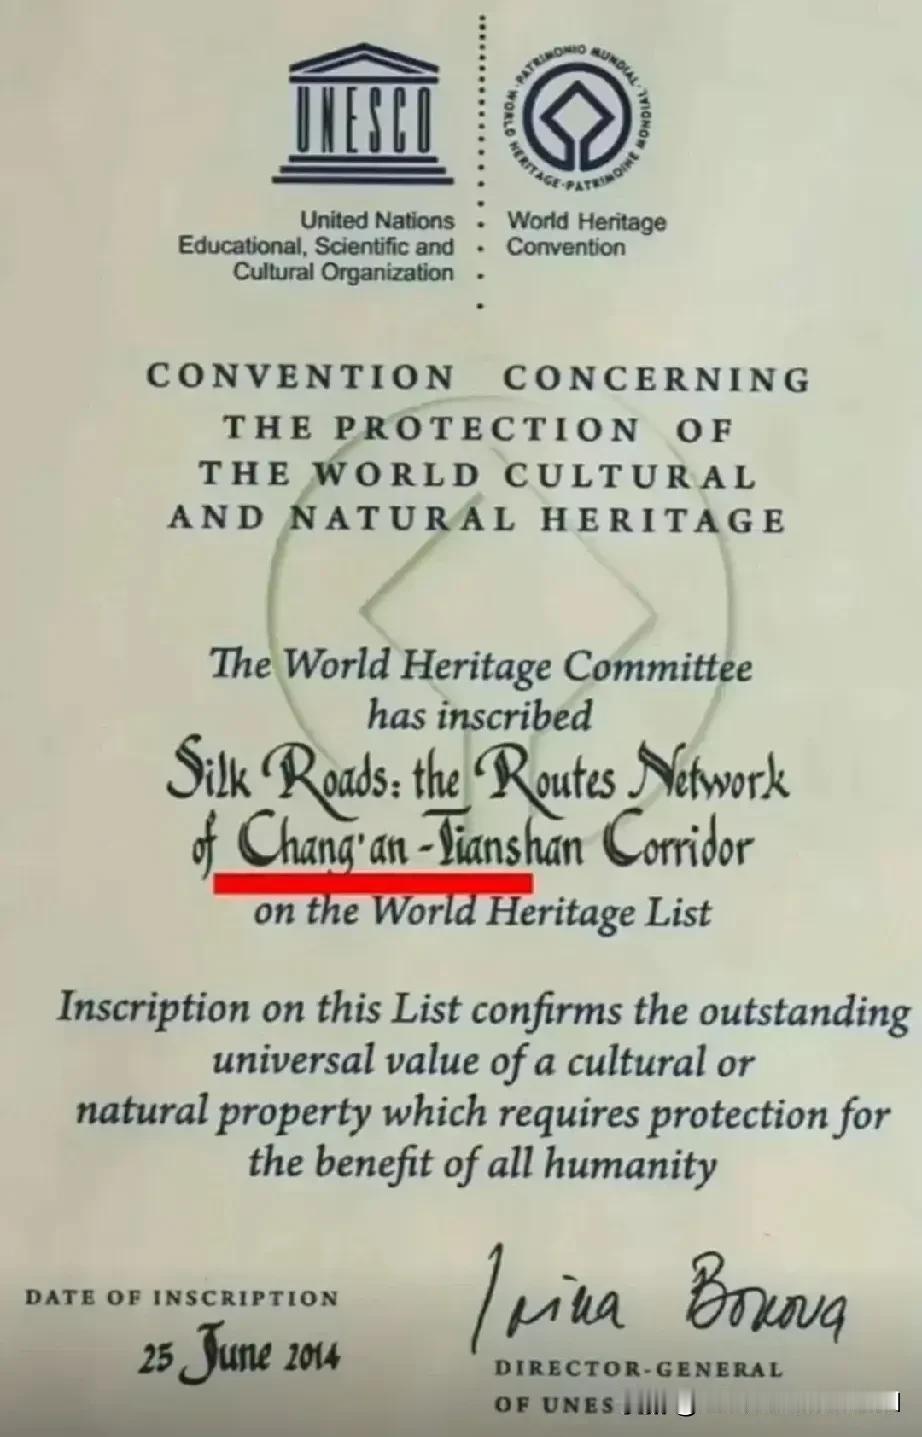 UNESCO
PATRIMONIO MUNDIAL · WORLD HERITAGE · PATRIMOINE MONDIAL ·
United Nations
Educational, Scientific and
Cultural Organization
World Heritage
Convention
CONVENTION CONCERNING
THE PROTECTION OF
THE WORLD CULTURAL
AND NATURAL HERITAGE
The World Heritage Committee
has inscribed
Silk Roads: the Routes Network
of Chang'an-Tianshan Corridor
on the World Heritage List
Inscription on this List confirms the outstanding
universal value of a cultural or
natural property which requires protection for
the benefit of all humanity
DATE OF INSCRIPTION
25 June 2014
Irina Bokova
DIRECTOR-GENERAL
OF UNES